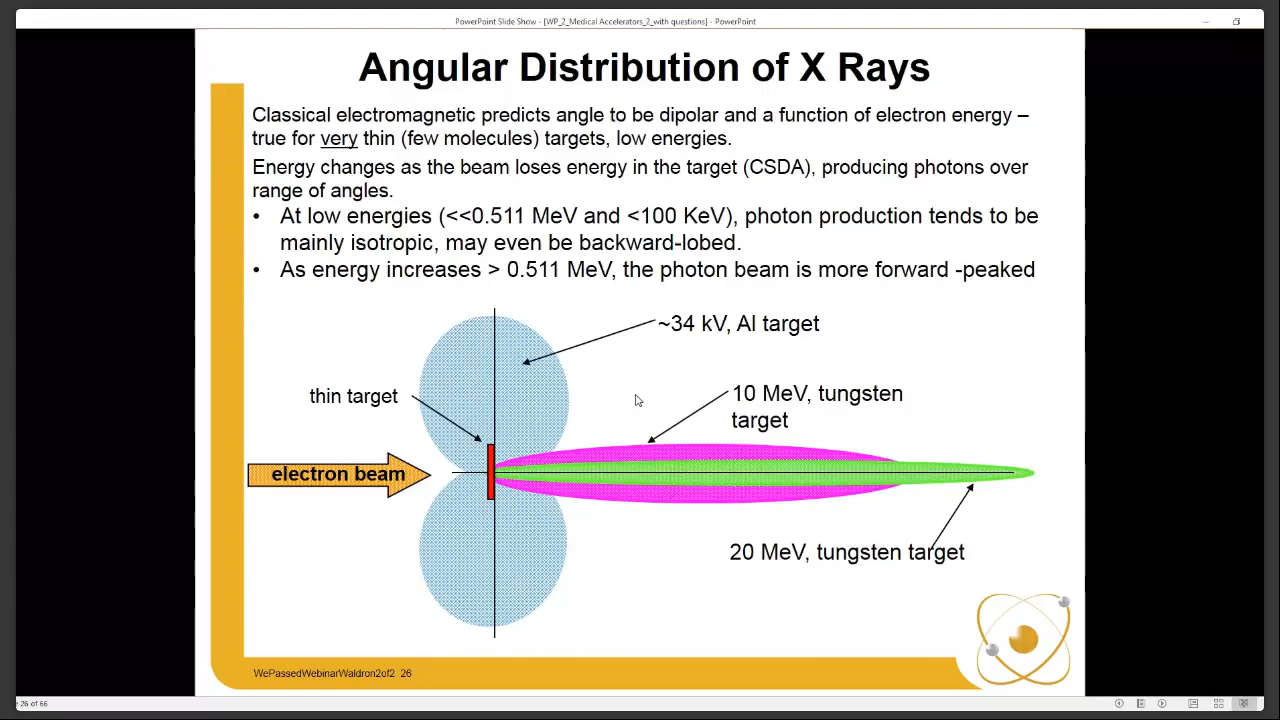 PowerPoint Slide Show - [WP_2_Medical Accelerators_2_with questions] - PowerPoint
Angular Distribution of X Rays
Classical electromagnetic predicts angle to be dipolar and a function of electron energy –
true for very thin (few molecules) targets, low energies.
Energy changes as the beam loses energy in the target (CSDA), producing photons over
range of angles.
• At low energies (<<0.511 MeV and <100 KeV), photon production tends to be
mainly isotropic, may even be backward-lobed.
• As energy increases > 0.511 MeV, the photon beam is more forward -peaked
~34 kV, Al target
thin target
10 MeV, tungsten
target
electron beam
20 MeV, tungsten target
WePassedWebinarWaldron2of2 26
e 26 of 66